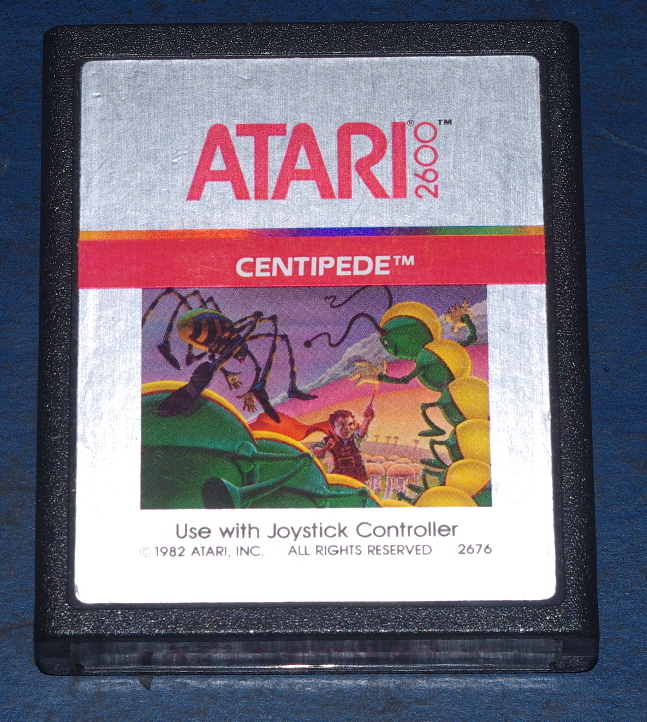 ATARI® 2600™
CENTIPEDE™
Use with Joystick Controller
© 1982 ATARI, INC. ALL RIGHTS RESERVED 2676